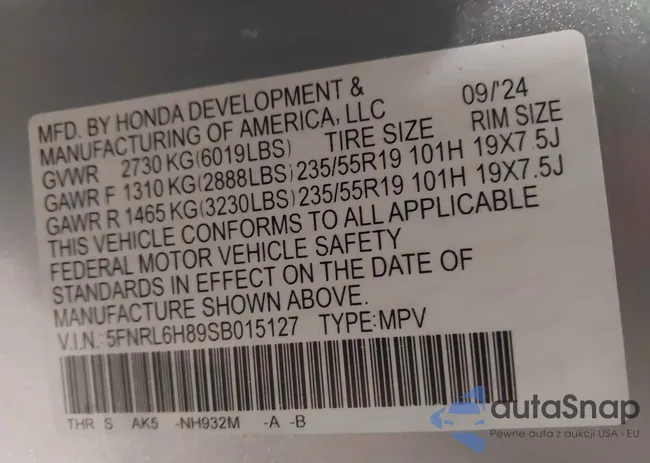 MFD. BY HONDA DEVELOPMENT & 09/'24
MANUFACTURING OF AMERICA, LLC
GVWR 2730 KG(6019LBS) TIRE SIZE RIM SIZE
GAWR F 1310 KG(2888LBS) 235/55R19 101H 19X7.5J
GAWR R 1465 KG(3230LBS) 235/55R19 101H 19X7.5J
THIS VEHICLE CONFORMS TO ALL APPLICABLE
FEDERAL MOTOR VEHICLE SAFETY
STANDARDS IN EFFECT ON THE DATE OF
MANUFACTURE SHOWN ABOVE.
V.I.N.: 5FNRL6H89SB015127 TYPE:MPV
THR S AK5 -NH932M -A -B
autaSnap
Pewne auta z aukcji USA i EU